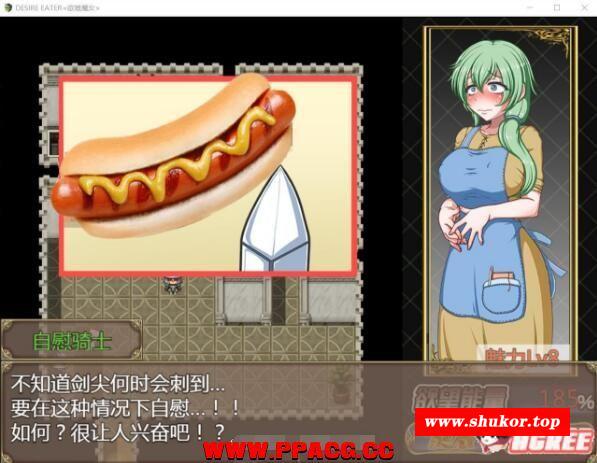 DESIRE EATER~欲贱魔女~
自慰骑士
魅力Lv8
不知道剑尖何时会刺到...
要在这种情况下自慰...！！
如何？很让人兴奋吧！？
欲望能量
185%
www.shukor.top
AGREE
WWW.PPACG.CC